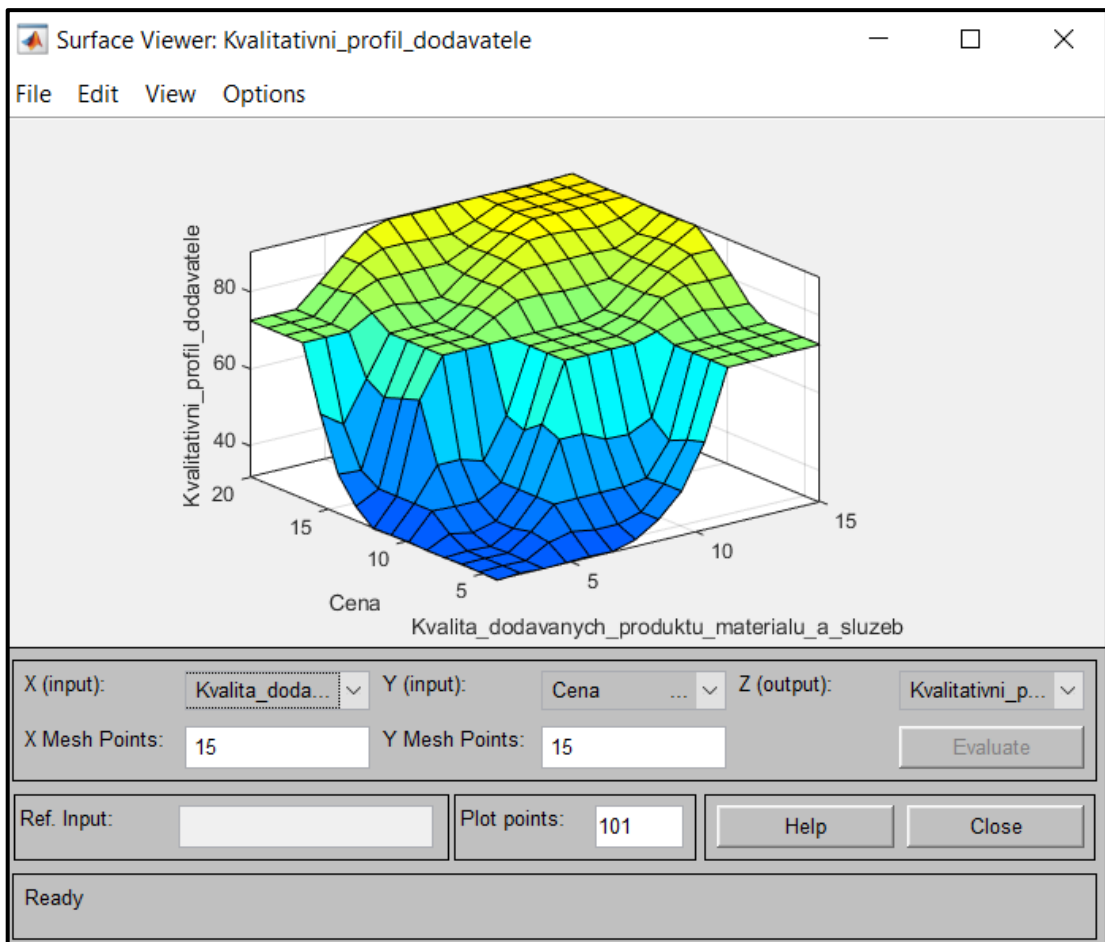 Surface Viewer: Kvalitativni_profil_dodavatele
File Edit View Options
Kvalitativni_profil_dodavatele
80
60
40
20
20
15
10
5
Cena
5
10
15
Kvalita_dodavanych_produktu_materialu_a_sluzeb
X (input): Kvalita_doda... Y (input): Cena ... Z (output): Kvalitativni_p...
X Mesh Points: 15 Y Mesh Points: 15 Evaluate
Ref. Input: Plot points: 101 Help Close
Ready